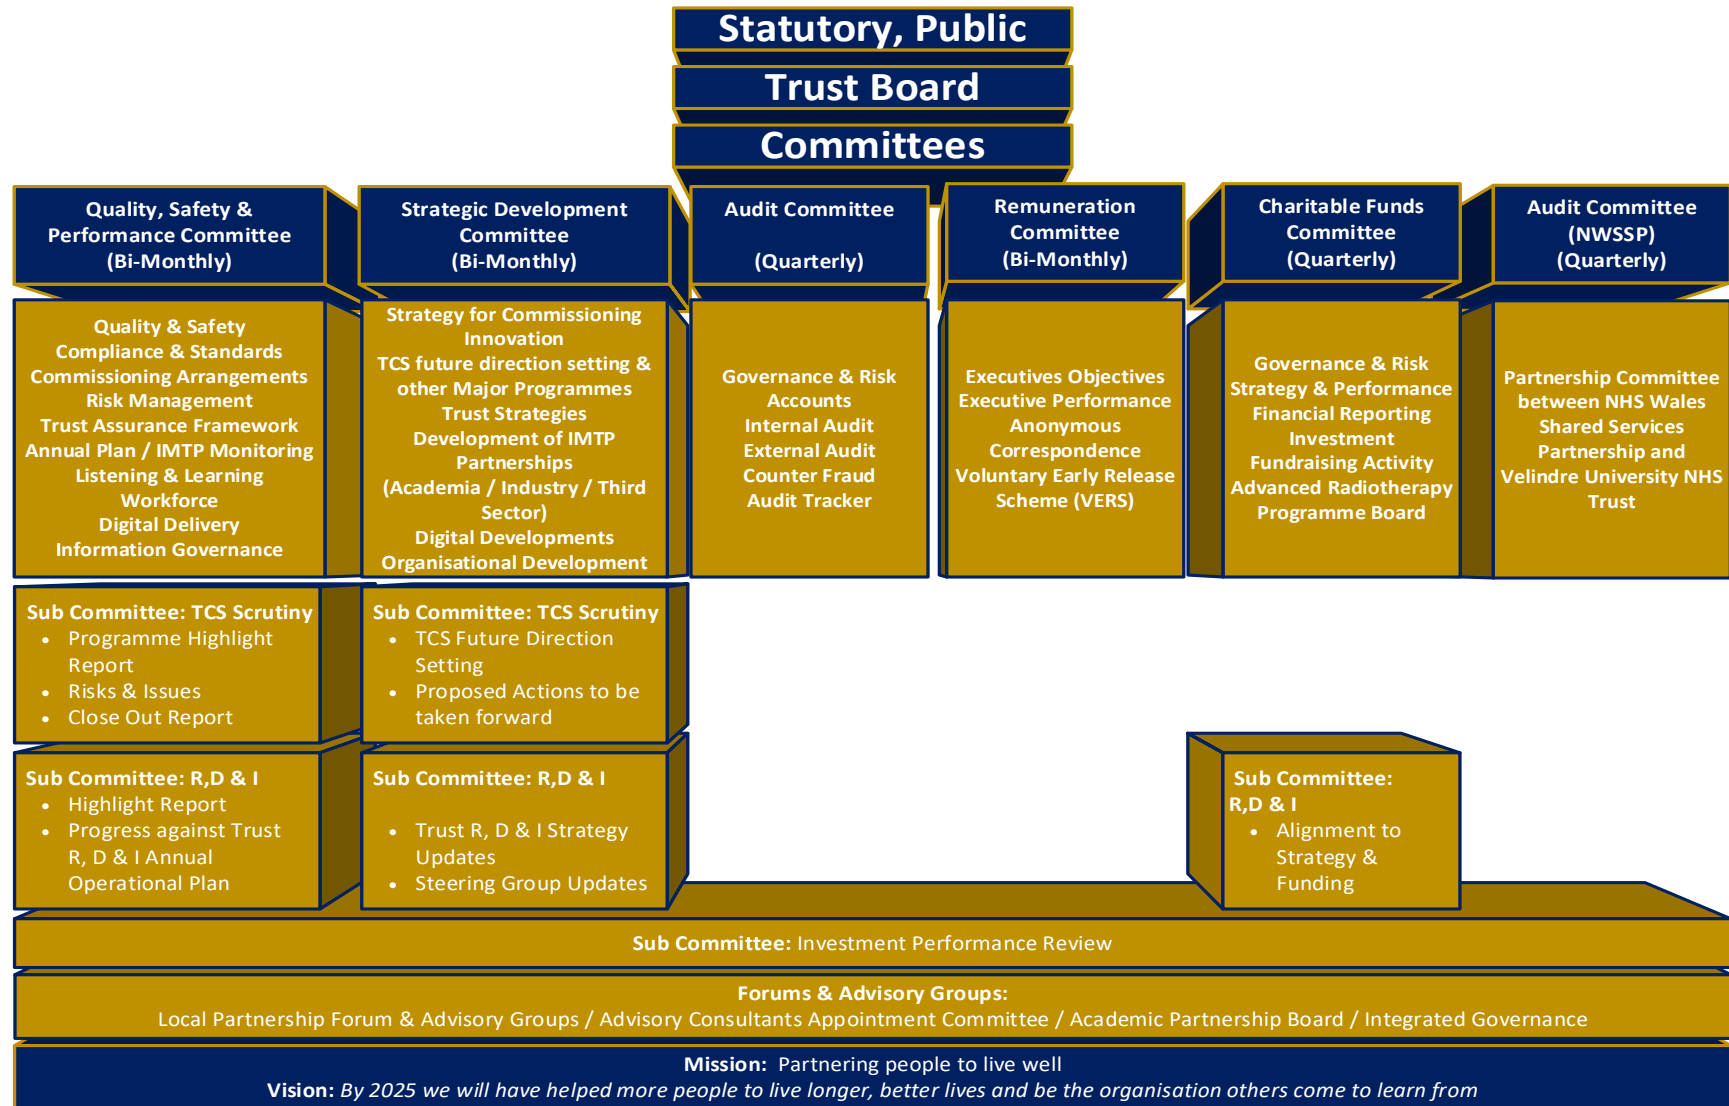 Statutory, Public
Trust Board
Committees
Quality, Safety &
Performance Committee
(Bi-Monthly)
Strategic Development
Committee
(Bi-Monthly)
Audit Committee
(Quarterly)
Remuneration
Committee
(Bi-Monthly)
Charitable Funds
Committee
(Quarterly)
Audit Committee
(NWSSP)
(Quarterly)
Quality & Safety
Compliance & Standards
Commissioning Arrangements
Risk Management
Trust Assurance Framework
Annual Plan / IMTP Monitoring
Listening & Learning
Workforce
Digital Delivery
Information Governance
Strategy for Commissioning
Innovation
TCS future direction setting &
other Major Programmes
Trust Strategies
Development of IMTP
Partnerships
(Academia / Industry / Third
Sector)
Digital Developments
Organisational Development
Governance & Risk
Accounts
Internal Audit
External Audit
Counter Fraud
Audit Tracker
Executives Objectives
Executive Performance
Anonymous
Correspondence
Voluntary Early Release
Scheme (VERS)
Governance & Risk
Strategy & Performance
Financial Reporting
Investment
Fundraising Activity
Advanced Radiotherapy
Programme Board
Partnership Committee
between NHS Wales
Shared Services
Partnership and
Velindre University NHS
Trust
Sub Committee: TCS Scrutiny
• Programme Highlight
Report
• Risks & Issues
• Close Out Report
Sub Committee: TCS Scrutiny
• TCS Future Direction
Setting
• Proposed Actions to be
taken forward
Sub Committee: R,D & I
• Highlight Report
• Progress against Trust
R, D & I Annual
Operational Plan
Sub Committee: R,D & I
• Trust R, D & I Strategy
Updates
• Steering Group Updates
Sub Committee:
R,D & I
• Alignment to
Strategy &
Funding
Sub Committee: Investment Performance Review
Forums & Advisory Groups:
Local Partnership Forum & Advisory Groups / Advisory Consultants Appointment Committee / Academic Partnership Board / Integrated Governance
Mission: Partnering people to live well
Vision: By 2025 we will have helped more people to live longer, better lives and be the organisation others come to learn from